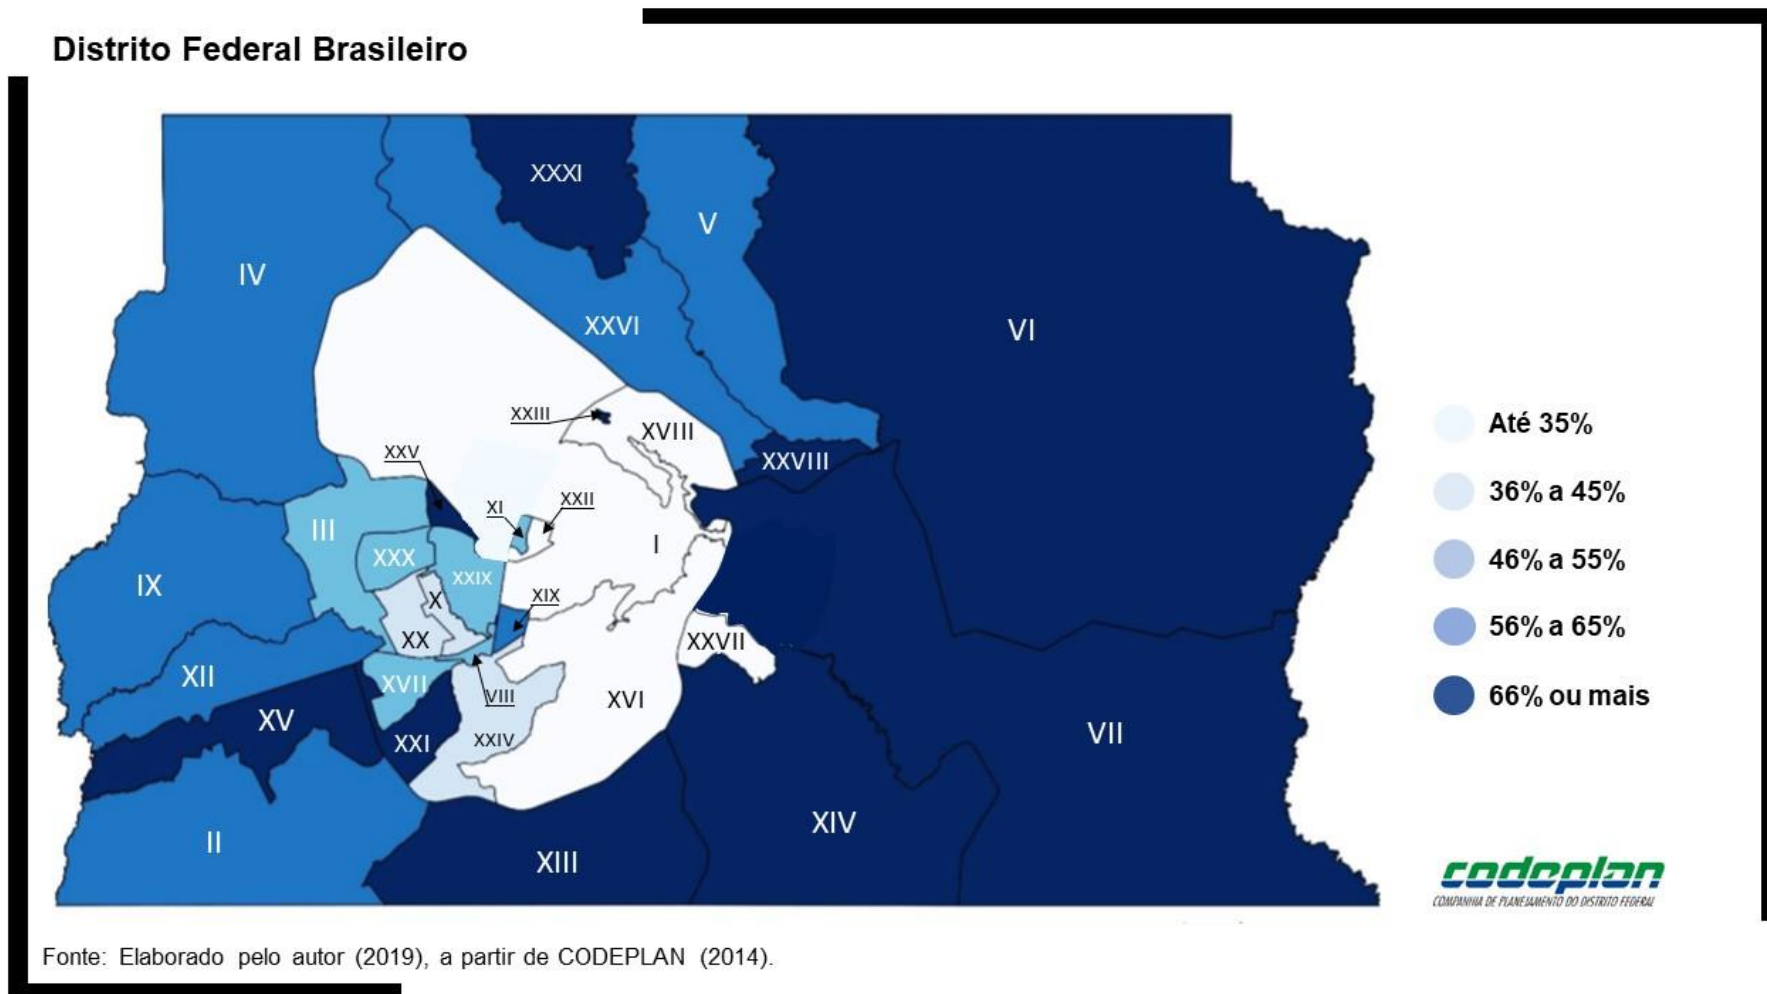 Distrito Federal Brasileiro
XXXI
V
IV
XXVI
VI
XXIII
XVIII
XXV
XXVIII
XI
XXII
III
I
XXX
XXIX
IX
X
XIX
XX
XXVII
XII
XVII
VIII
XVI
XV
XXI
XXIV
VII
II
XIV
XIII
Até 35%
36% a 45%
46% a 55%
56% a 65%
66% ou mais
codeplan
COMPANHIA DE PLANEJAMENTO DO DISTRITO FEDERAL
Fonte: Elaborado pelo autor (2019), a partir de CODEPLAN (2014).